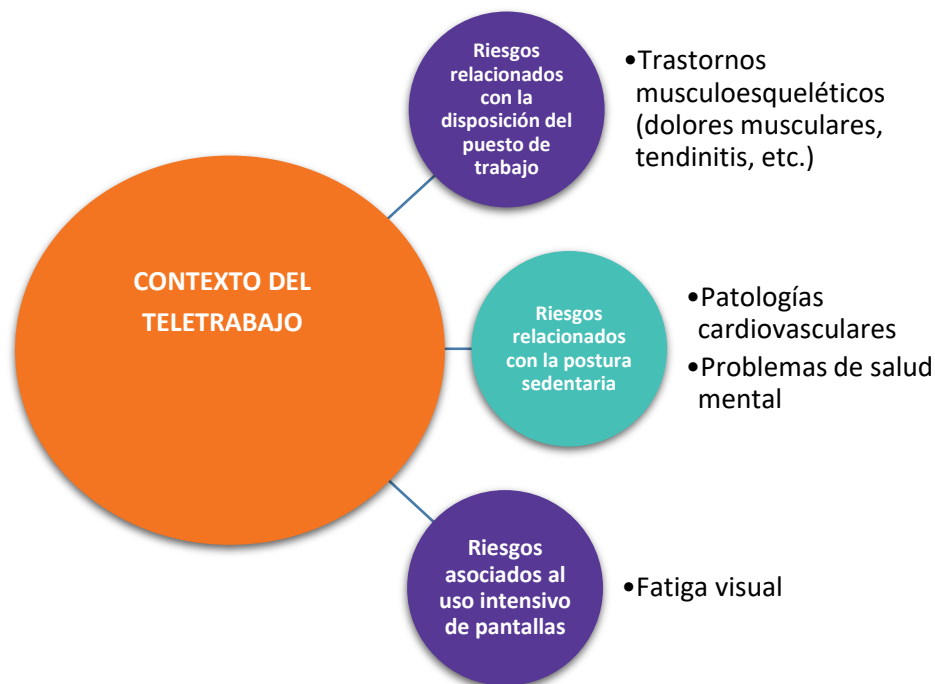 CONTEXTO DEL
TELETRABAJO
Riesgos
relacionados
con la
disposición del
puesto de
trabajo
•Trastornos
musculoesqueléticos
(dolores musculares,
tendinitis, etc.)
Riesgos
relacionados
con la postura
sedentaria
•Patologías
cardiovasculares
•Problemas de salud
mental
Riesgos
asociados al
uso intensivo
de pantallas
•Fatiga visual